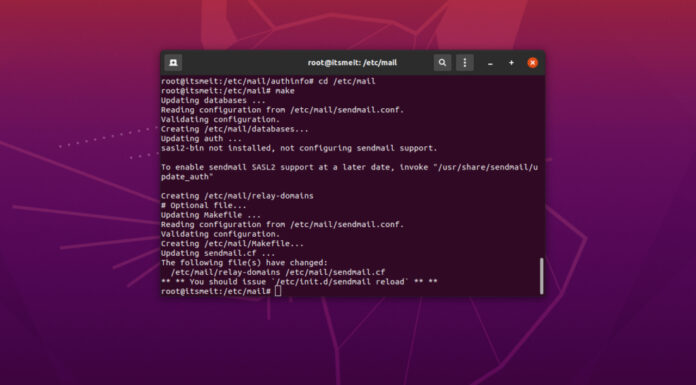 root@itsmeit: /etc/mail
root@itsmeit:/etc/mail/authinfo# cd /etc/mail
root@itsmeit:/etc/mail# make
Updating databases ...
Reading configuration from /etc/mail/sendmail.conf.
Validating configuration.
Creating /etc/mail/databases...
Updating auth ...
sasl2-bin not installed, not configuring sendmail support.
To enable sendmail SASL2 support at a later date, invoke "/usr/share/sendmail/u
pdate_auth"
Creating /etc/mail/relay-domains
# Optional file...
Updating Makefile ...
Reading configuration from /etc/mail/sendmail.conf.
Validating configuration.
Creating /etc/mail/Makefile...
Updating sendmail.cf ...
The following file(s) have changed:
  /etc/mail/relay-domains /etc/mail/sendmail.cf
** ** You should issue `/etc/init.d/sendmail reload` ** **
root@itsmeit:/etc/mail#